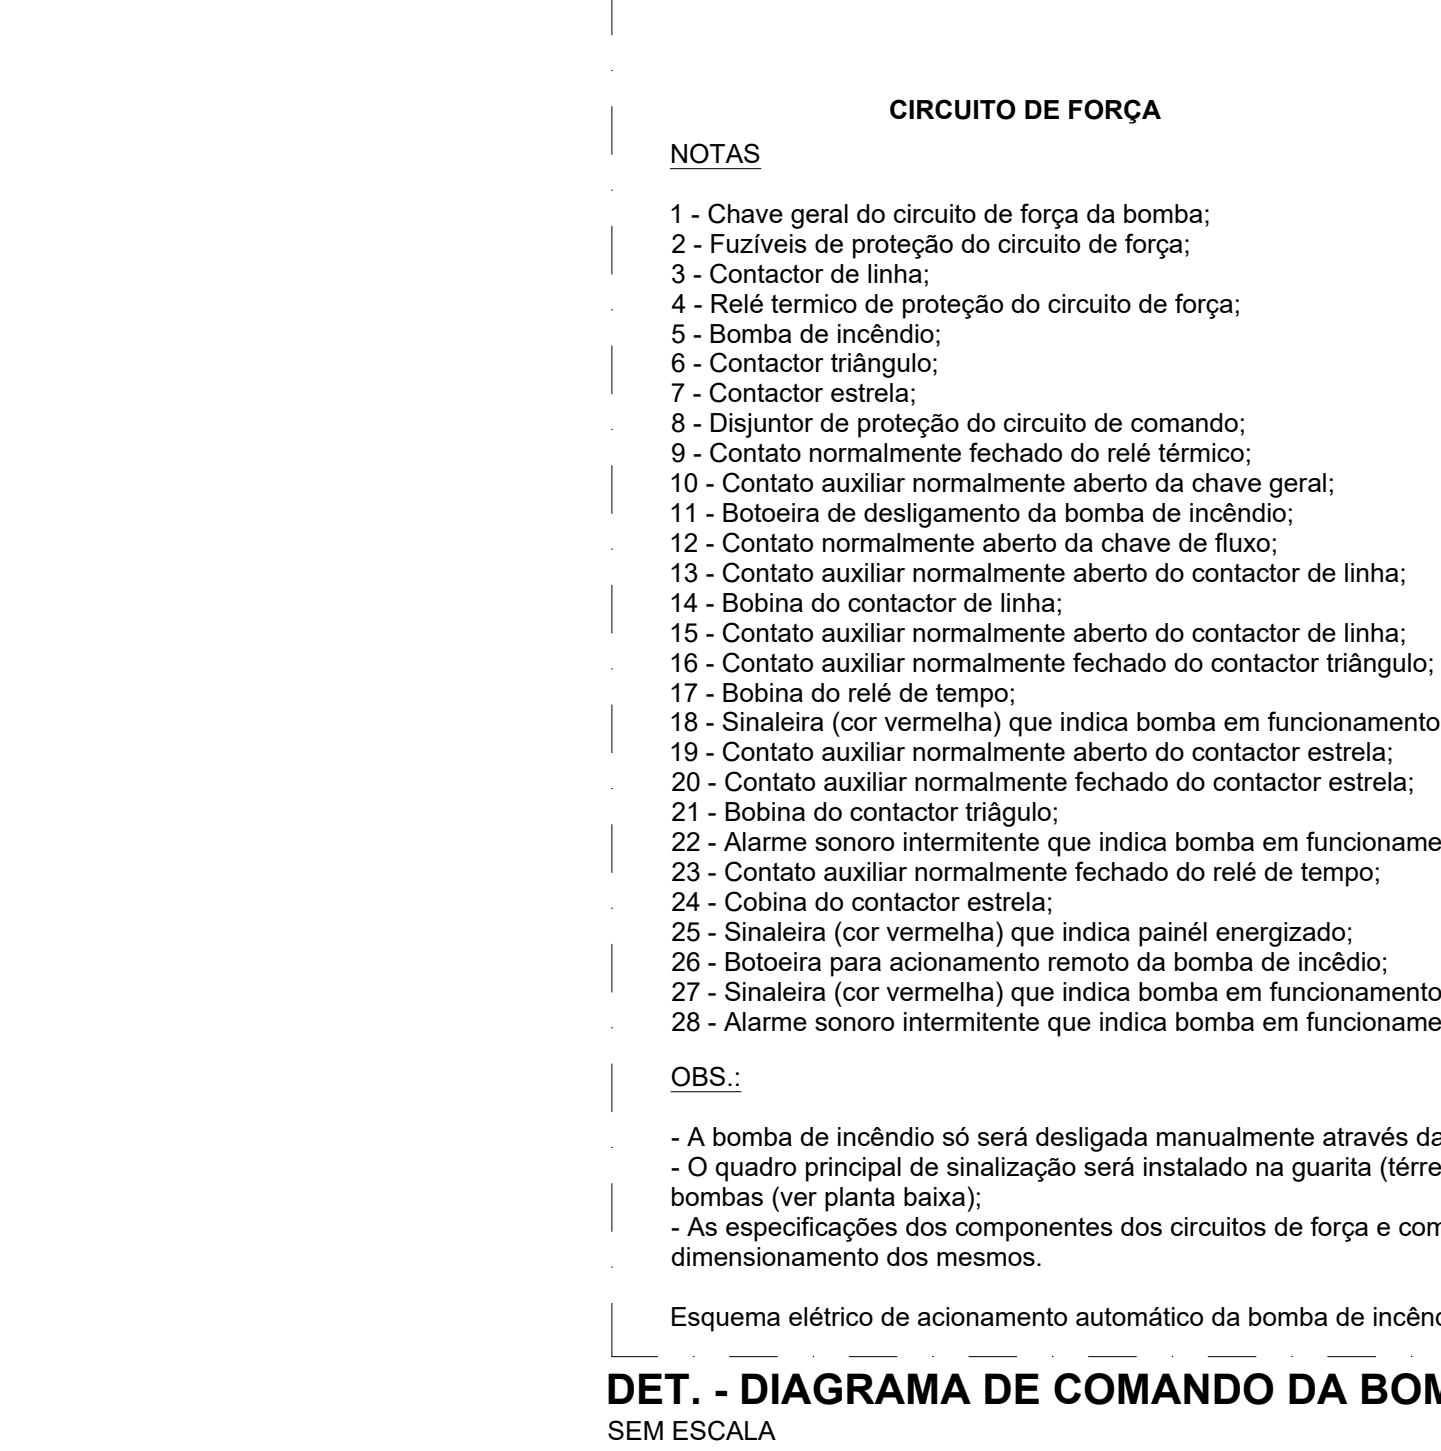 CIRCUITO DE FORÇA
NOTAS
1 - Chave geral do circuito de força da bomba;
2 - Fuzíveis de proteção do circuito de força;
3 - Contactor de linha;
4 - Relé termico de proteção do circuito de força;
5 - Bomba de incêndio;
6 - Contactor triângulo;
7 - Contactor estrela;
8 - Disjuntor de proteção do circuito de comando;
9 - Contato normalmente fechado do relé térmico;
10 - Contato auxiliar normalmente aberto da chave geral;
11 - Botoeira de desligamento da bomba de incêndio;
12 - Contato normalmente aberto da chave de fluxo;
13 - Contato auxiliar normalmente aberto do contactor de linha;
14 - Bobina do contactor de linha;
15 - Contato auxiliar normalmente aberto do contactor de linha;
16 - Contato auxiliar normalmente fechado do contactor triângulo;
17 - Bobina do relé de tempo;
18 - Sinaleira (cor vermelha) que indica bomba em funcionamento
19 - Contato auxiliar normalmente aberto do contactor estrela;
20 - Contato auxiliar normalmente fechado do contactor estrela;
21 - Bobina do contactor triâgulo;
22 - Alarme sonoro intermitente que indica bomba em funcioname
23 - Contato auxiliar normalmente fechado do relé de tempo;
24 - Cobina do contactor estrela;
25 - Sinaleira (cor vermelha) que indica painél energizado;
26 - Botoeira para acionamento remoto da bomba de incêdio;
27 - Sinaleira (cor vermelha) que indica bomba em funcionamento
28 - Alarme sonoro intermitente que indica bomba em funcioname
OBS.:
- A bomba de incêndio só será desligada manualmente através da
- O quadro principal de sinalização será instalado na guarita (térre
bombas (ver planta baixa);
- As especificações dos componentes dos circuitos de força e com
dimensionamento dos mesmos.
Esquema elétrico de acionamento automático da bomba de incênd
DET. - DIAGRAMA DE COMANDO DA BOM
SEM ESCALA